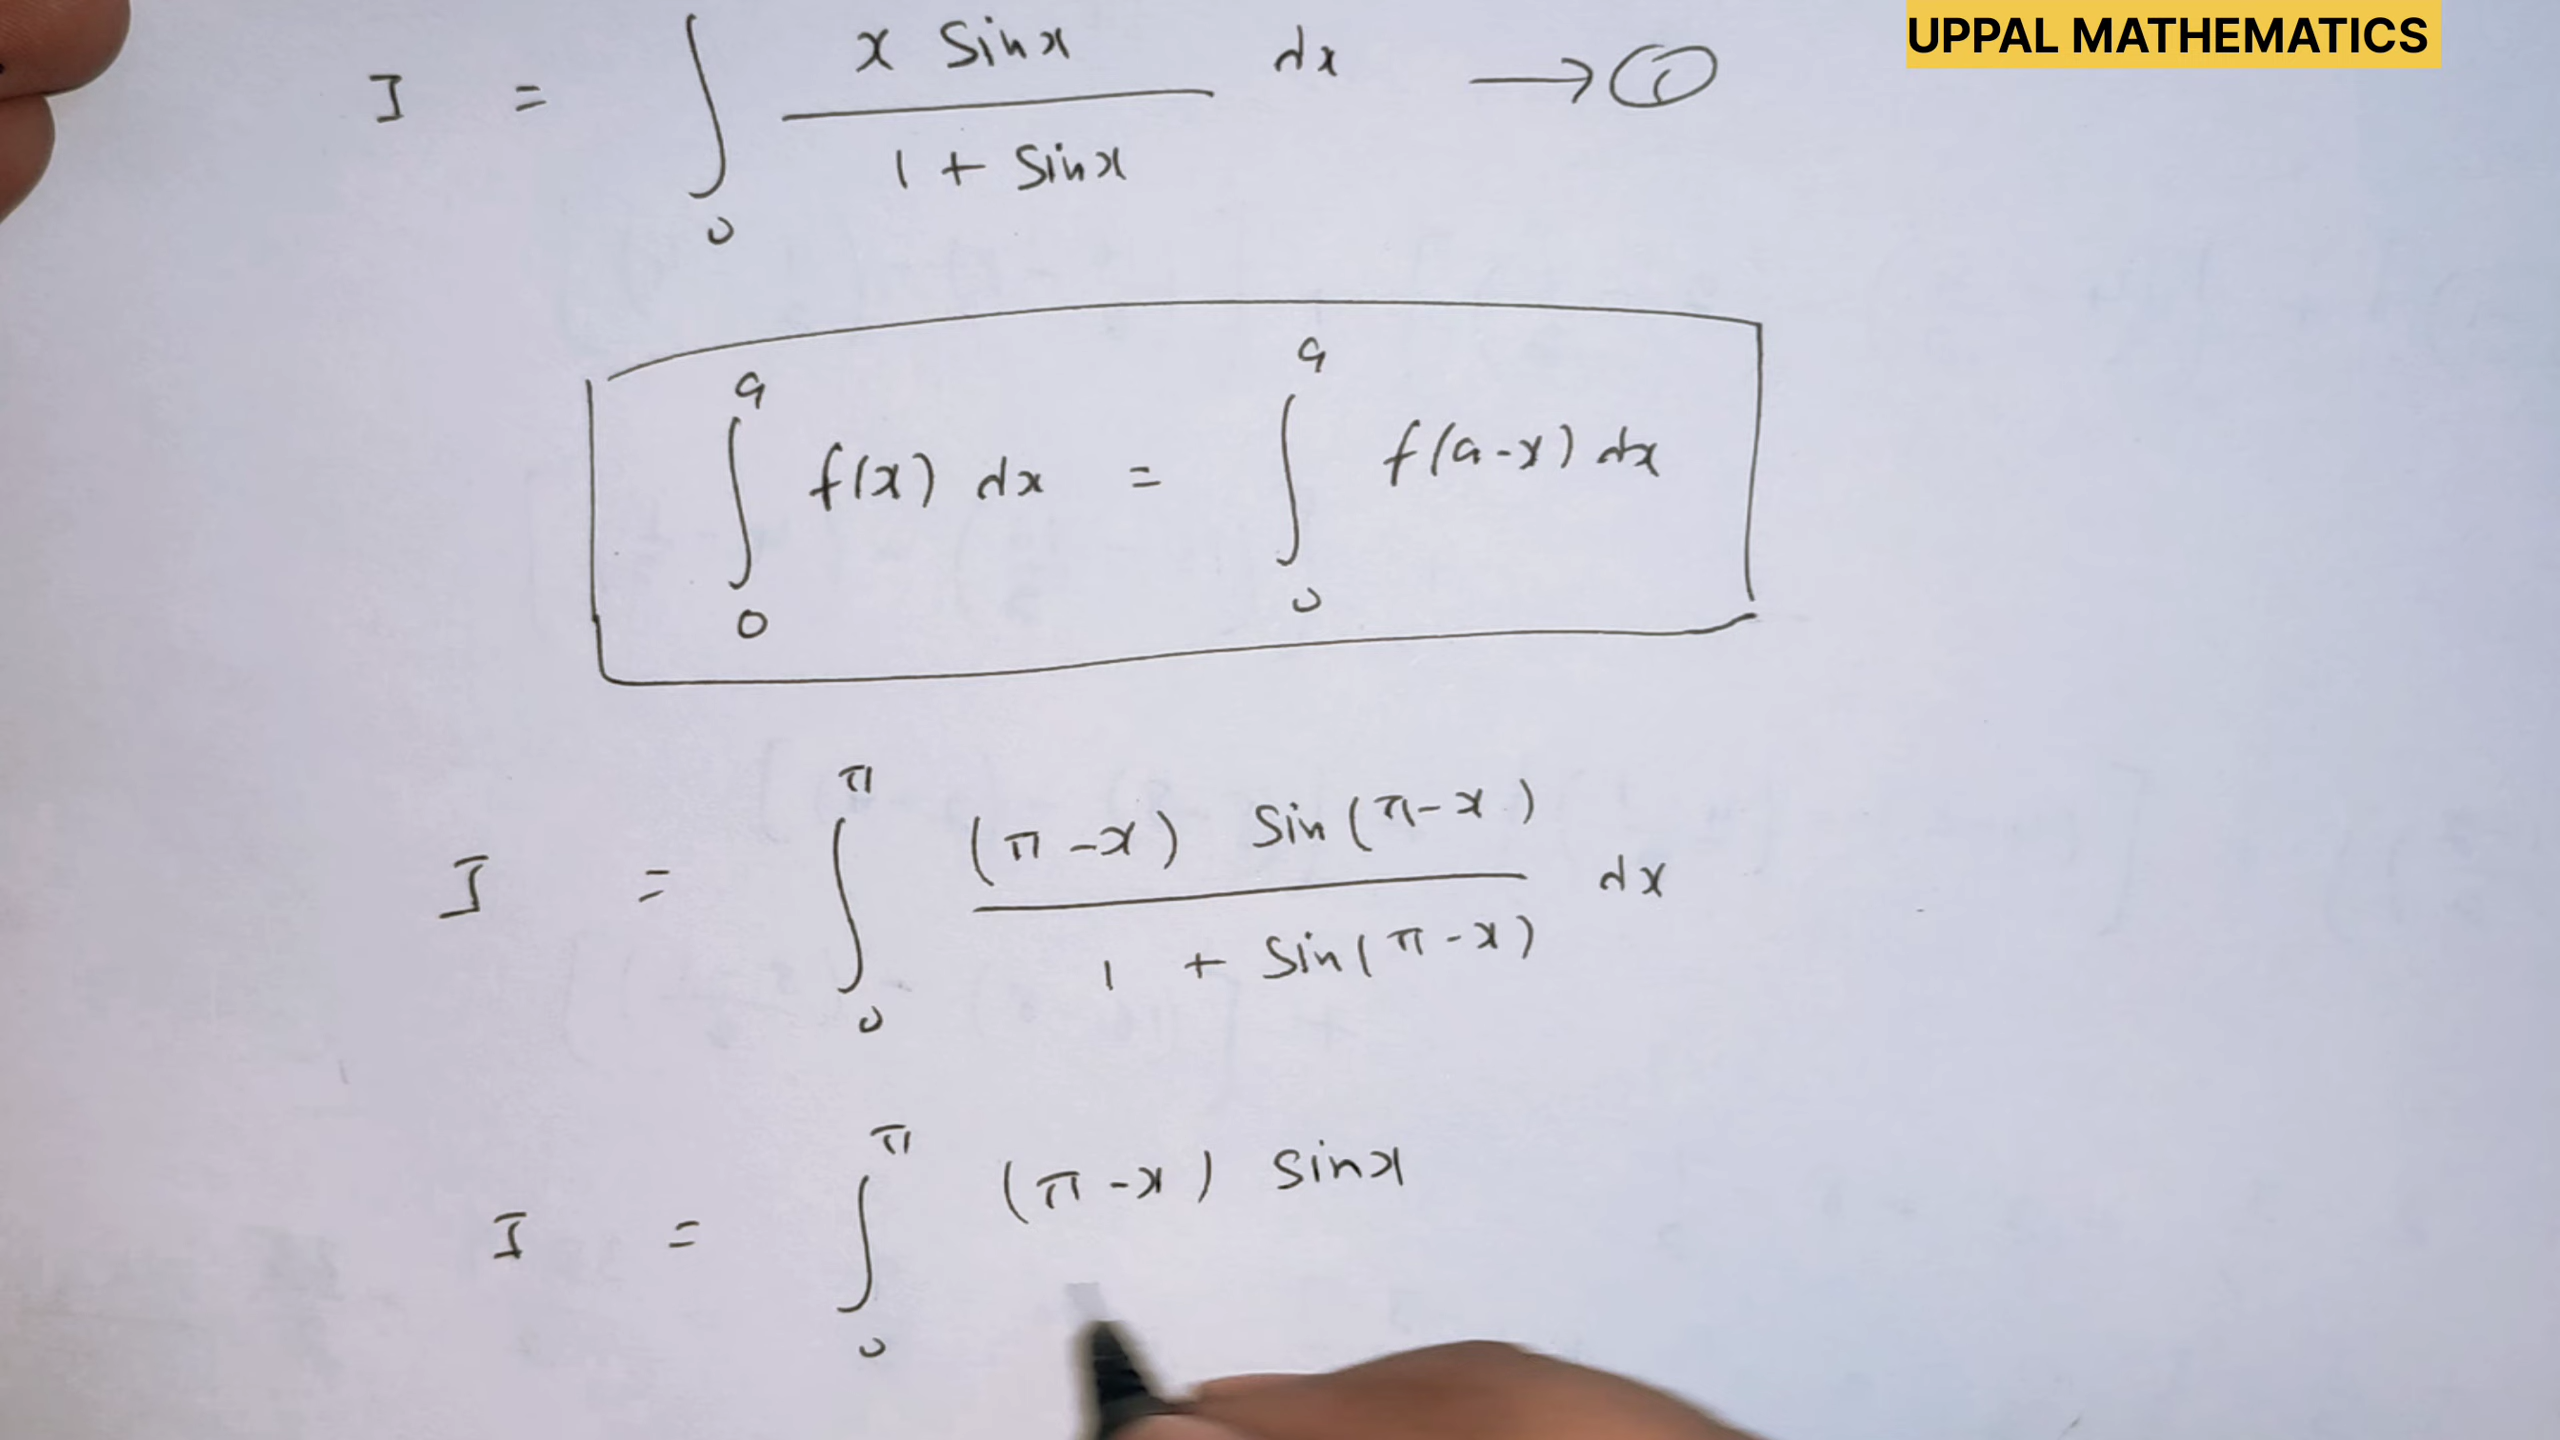 UPPAL MATHEMATICS
I = ∫₀ x Sinx / 1 + Sinx dx → ①
∫₀ᵃ f(x) dx = ∫₀ᵃ f(a-x) dx
I = ∫₀^π (π-x) Sin(π-x) / 1 + Sin(π-x) dx
I = ∫₀^π (π-x) Sinx